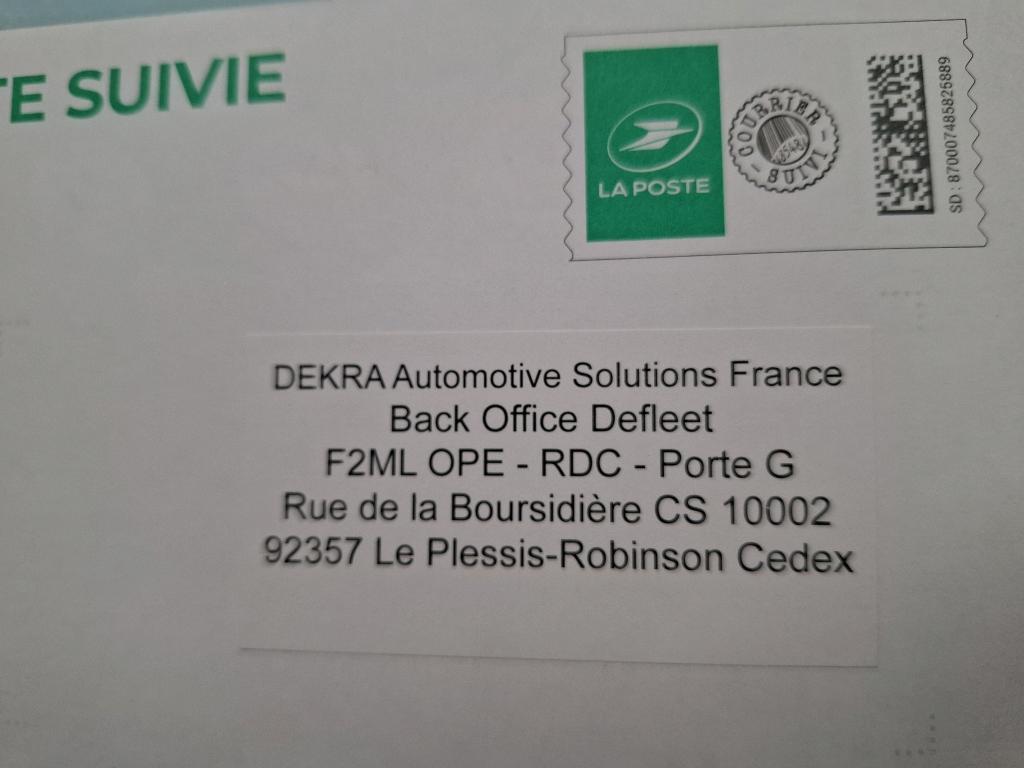 TE SUIVIE
LA POSTE
COURRIER
SUIVI
SD : 870007485825889
DEKRA Automotive Solutions France
Back Office Defleet
F2ML OPE - RDC - Porte G
Rue de la Boursidière CS 10002
92357 Le Plessis-Robinson Cedex